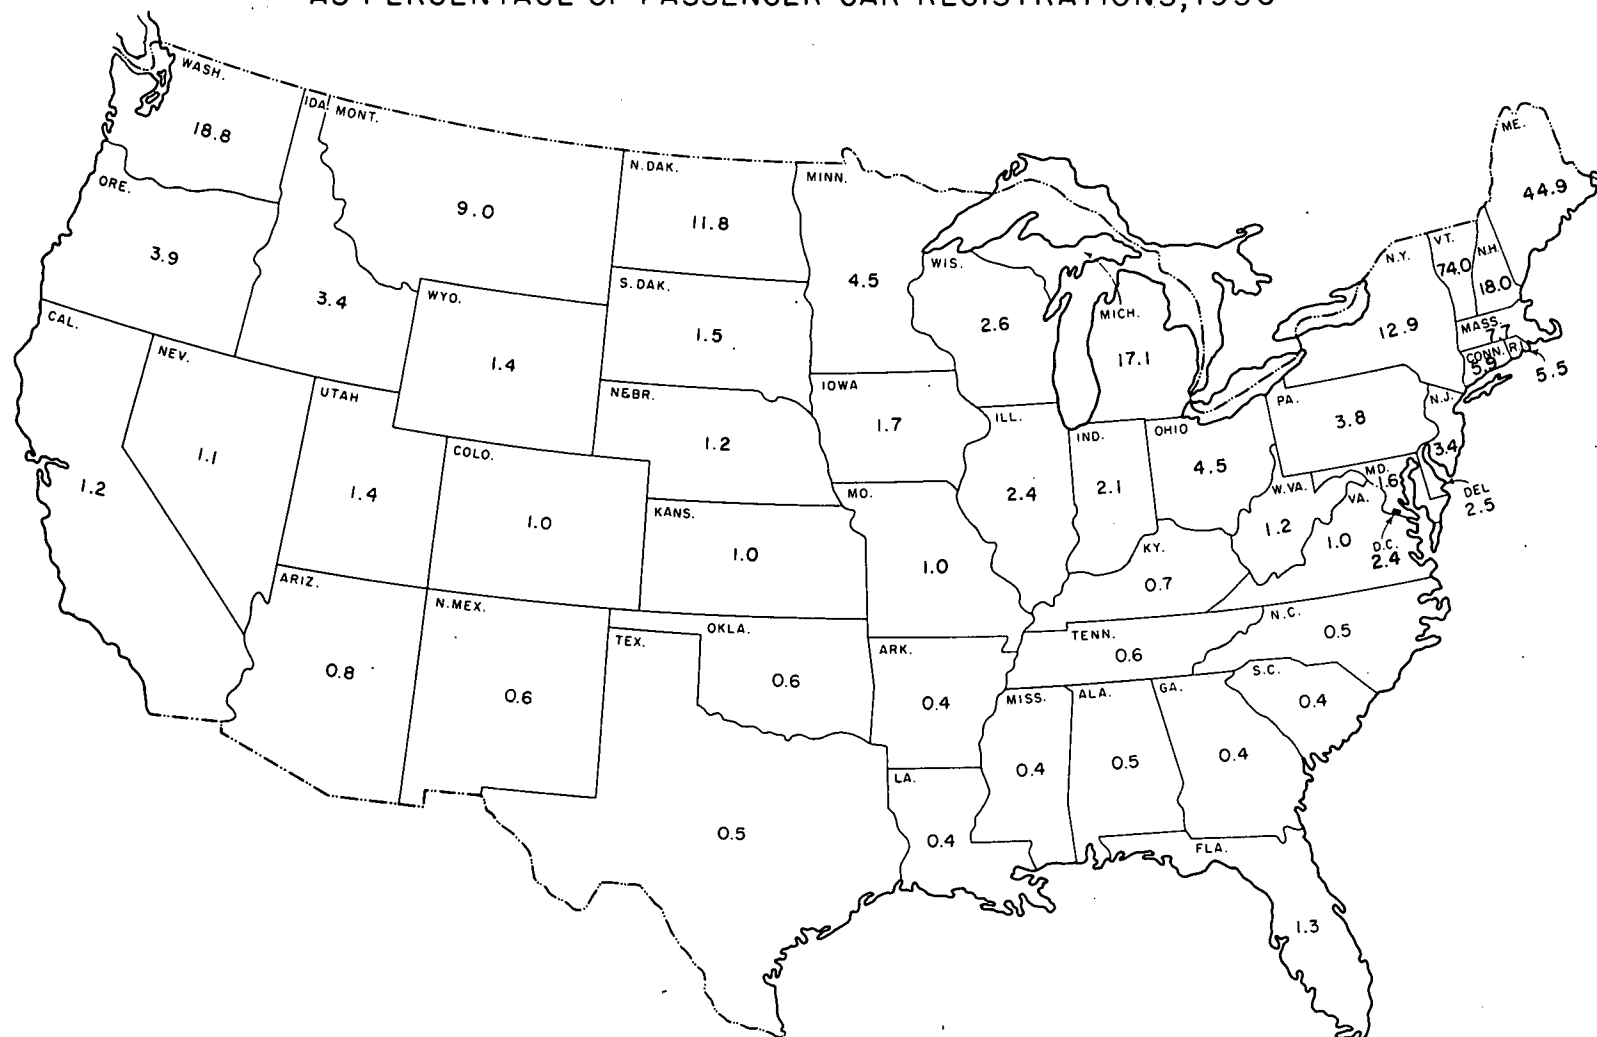 AS PERCENTAGE OF PASSENGER CAR REGISTRATIONS, 1950
WASH.
18.8
ORE.
3.9
CAL.
1.2
NEV.
1.1
IDA.
3.4
MONT.
9.0
WYO.
1.4
UTAH
1.4
COLO.
1.0
ARIZ.
0.8
N.MEX.
0.6
N.DAK.
11.8
S.DAK.
1.5
NEBR.
1.2
KANS.
1.0
OKLA.
0.6
TEX.
0.5
MINN.
4.5
IOWA
1.7
MO.
1.0
ARK.
0.4
LA.
0.4
WIS.
2.6
ILL.
2.4
MICH.
17.1
IND.
2.1
OHIO
4.5
KY.
0.7
TENN.
0.6
MISS.
0.4
ALA.
0.5
GA.
0.4
FLA.
1.3
S.C.
0.4
N.C.
0.5
VA.
1.0
W.VA.
1.2
MD.
1.6
D.C.
2.4
DEL
2.5
PA.
3.8
N.J.
3.4
N.Y.
12.9
CONN.
5.9
R.I.
5.5
MASS.
7.7
VT.
74.0
N.H.
18.0
ME.
44.9